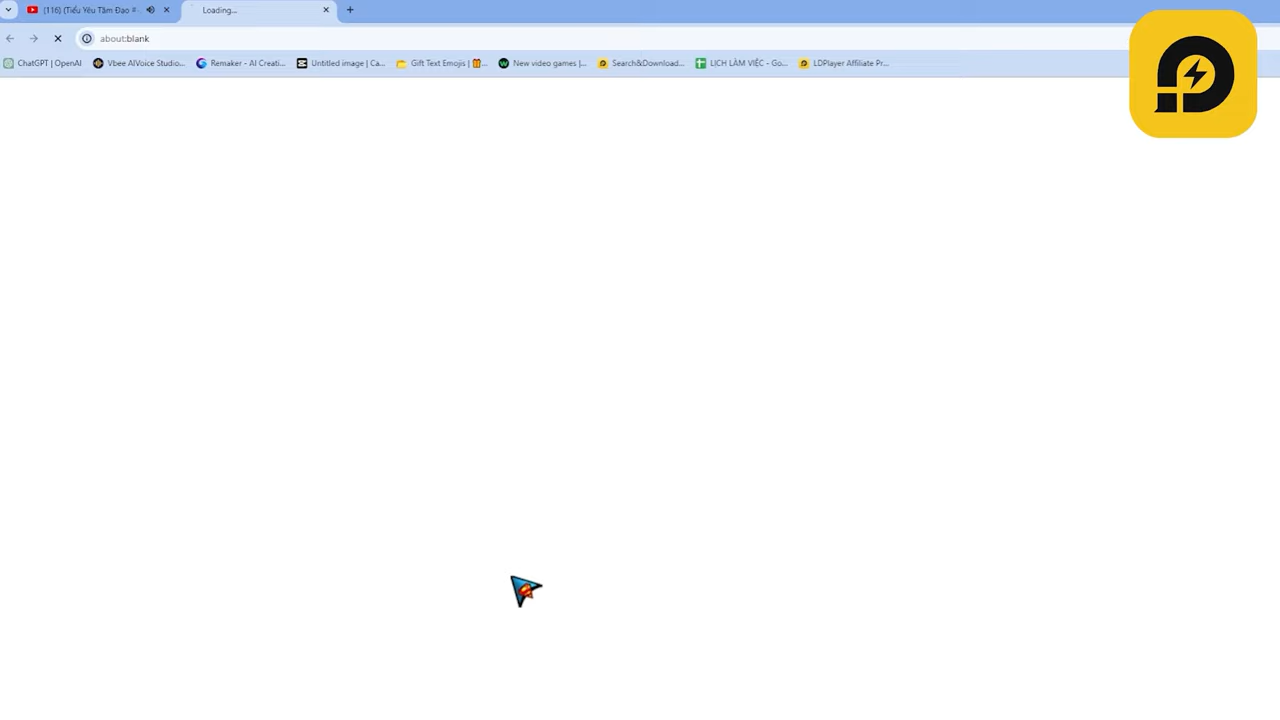 (116) (Tiểu Yêu Tầm Đạo #
Loading...
about:blank
ChatGPT | OpenAI
Vbee AIVoice Studio...
Remaker - AI Creati...
Untitled image | Ca...
Gift Text Emojis | 🎁...
New video games |...
Search&Download...
LỊCH LÀM VIỆC - Go...
LDPlayer Affiliate Pr...